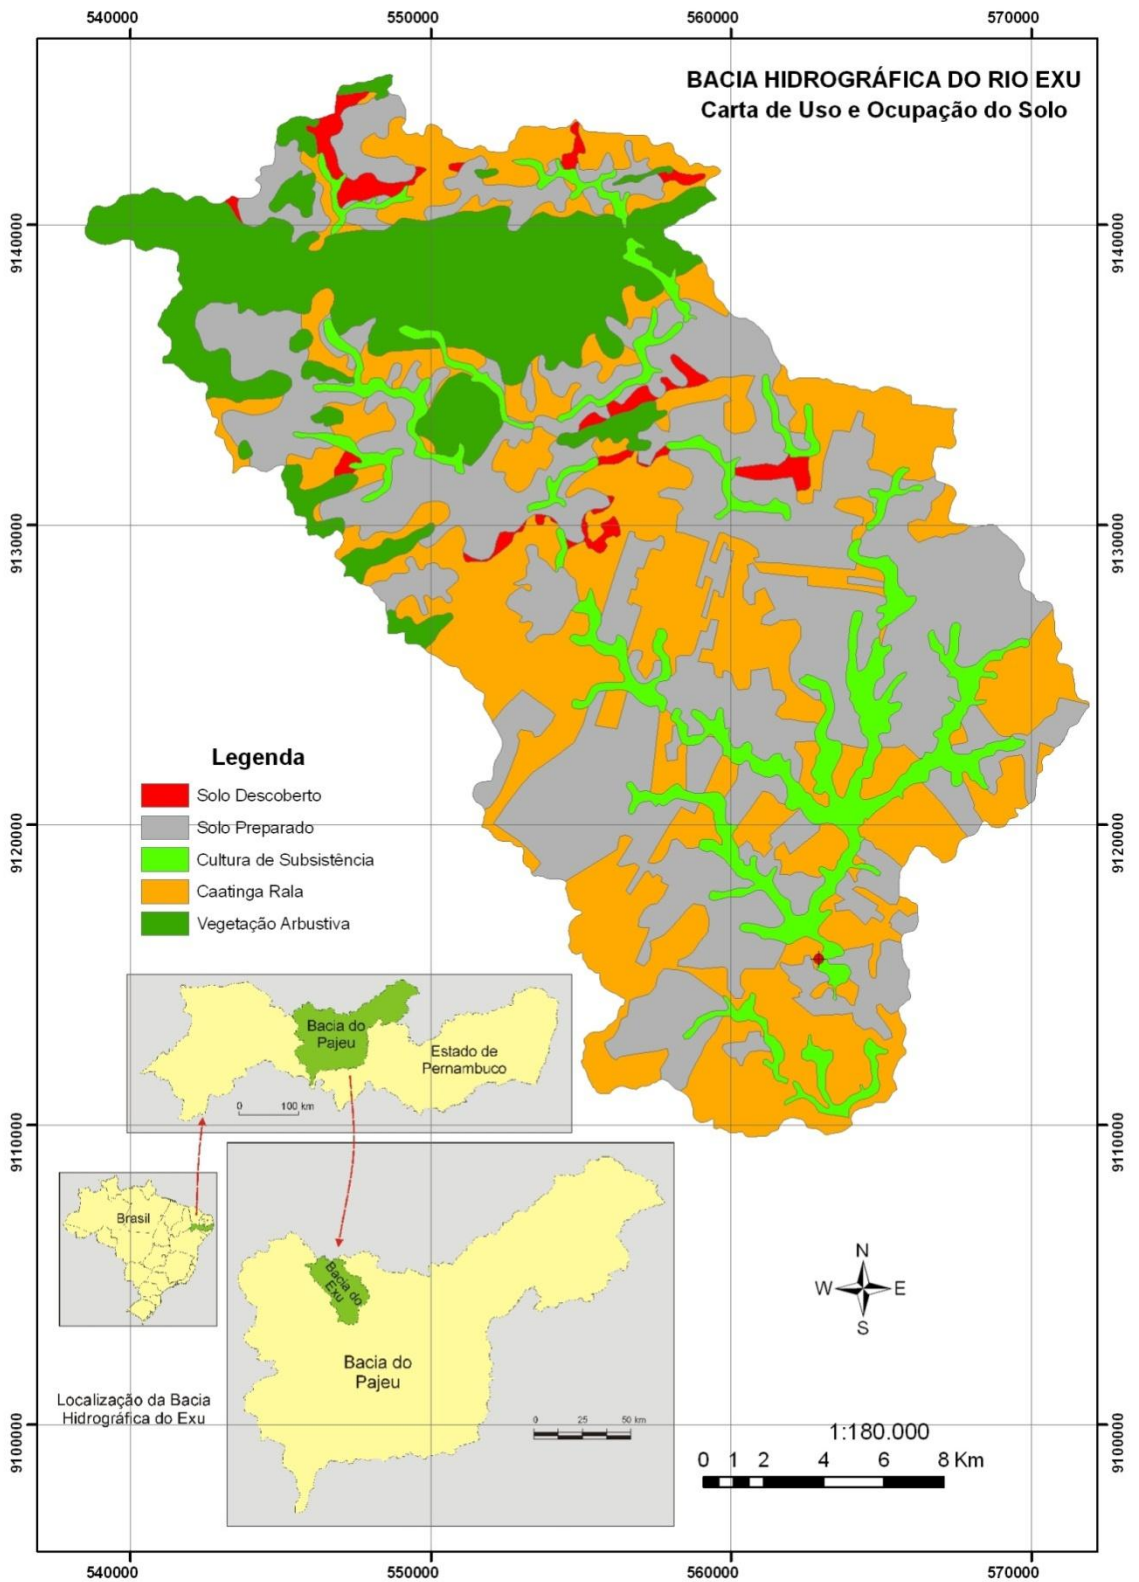 540000
550000
560000
570000
BACIA HIDROGRÁFICA DO RIO EXU
Carta de Uso e Ocupação do Solo
9140000
9140000
9130000
9130000
Legenda
Solo Descoberto
Solo Preparado
Cultura de Subsistência
Caatinga Rala
Vegetação Arbustiva
9120000
9120000
Bacia do
Pajeu
Estado de
Pernambuco
0 100 km
9110000
9110000
Brasil
Bacia do
Exu
Bacia do
Pajeu
0 25 50 km
Localização da Bacia
Hidrográfica do Exu
N
W E
S
9100000
9100000
1:180.000
0 1 2 4 6 8 Km
540000
550000
560000
570000